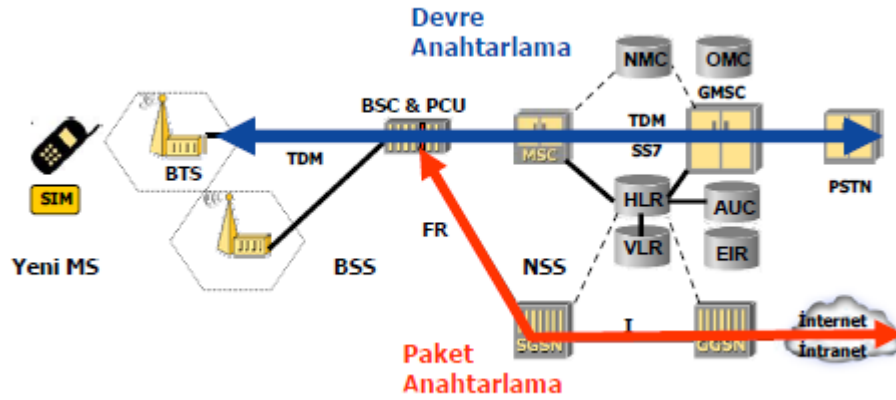 Devre
Anahtarlama
NMC
OMC
GMSC
BSC & PCU
TDM
TDM
MSC
SS7
BTS
PSTN
SIM
HLR
AUC
FR
VLR
EIR
Yeni MS
BSS
NSS
I
SGSN
GGSN
İnternet
İntranet
Paket
Anahtarlama